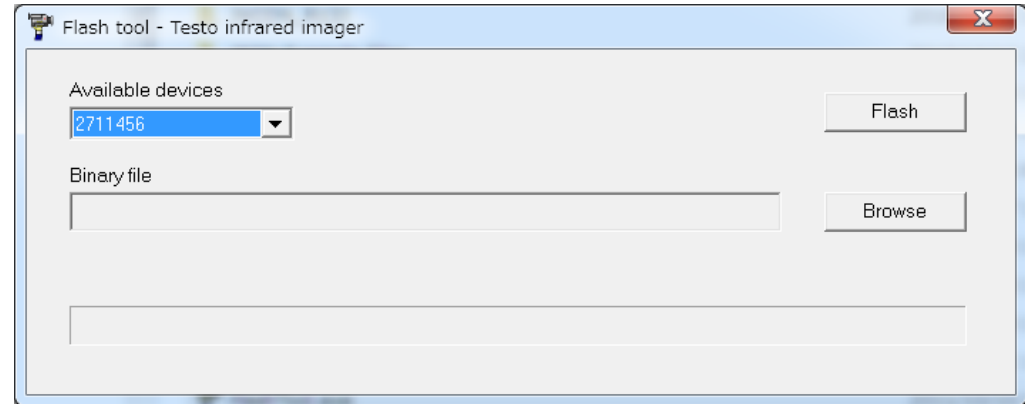 Flash tool - Testo infrared imager
Available devices
2711456
Flash
Binary file
Browse